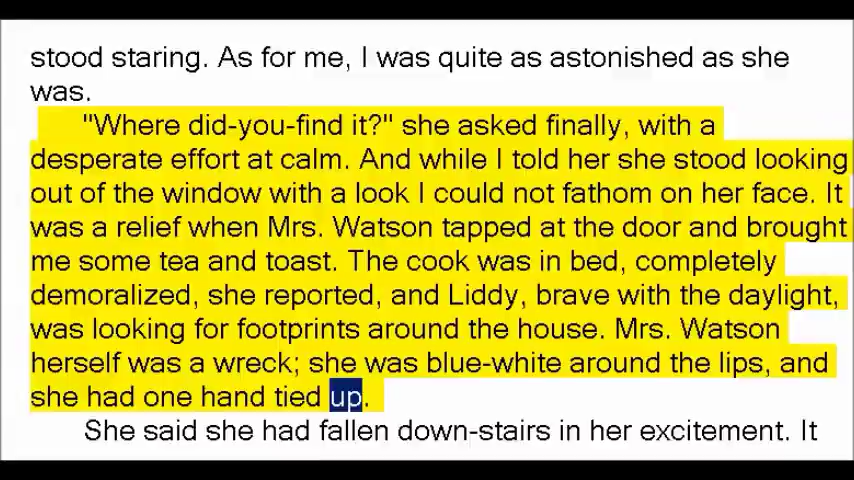 stood staring. As for me, I was quite as astonished as she
was.
"Where did-you-find it?" she asked finally, with a
desperate effort at calm. And while I told her she stood looking
out of the window with a look I could not fathom on her face. It
was a relief when Mrs. Watson tapped at the door and brought
me some tea and toast. The cook was in bed, completely
demoralized, she reported, and Liddy, brave with the daylight,
was looking for footprints around the house. Mrs. Watson
herself was a wreck; she was blue-white around the lips, and
she had one hand tied up.
She said she had fallen down-stairs in her excitement. It